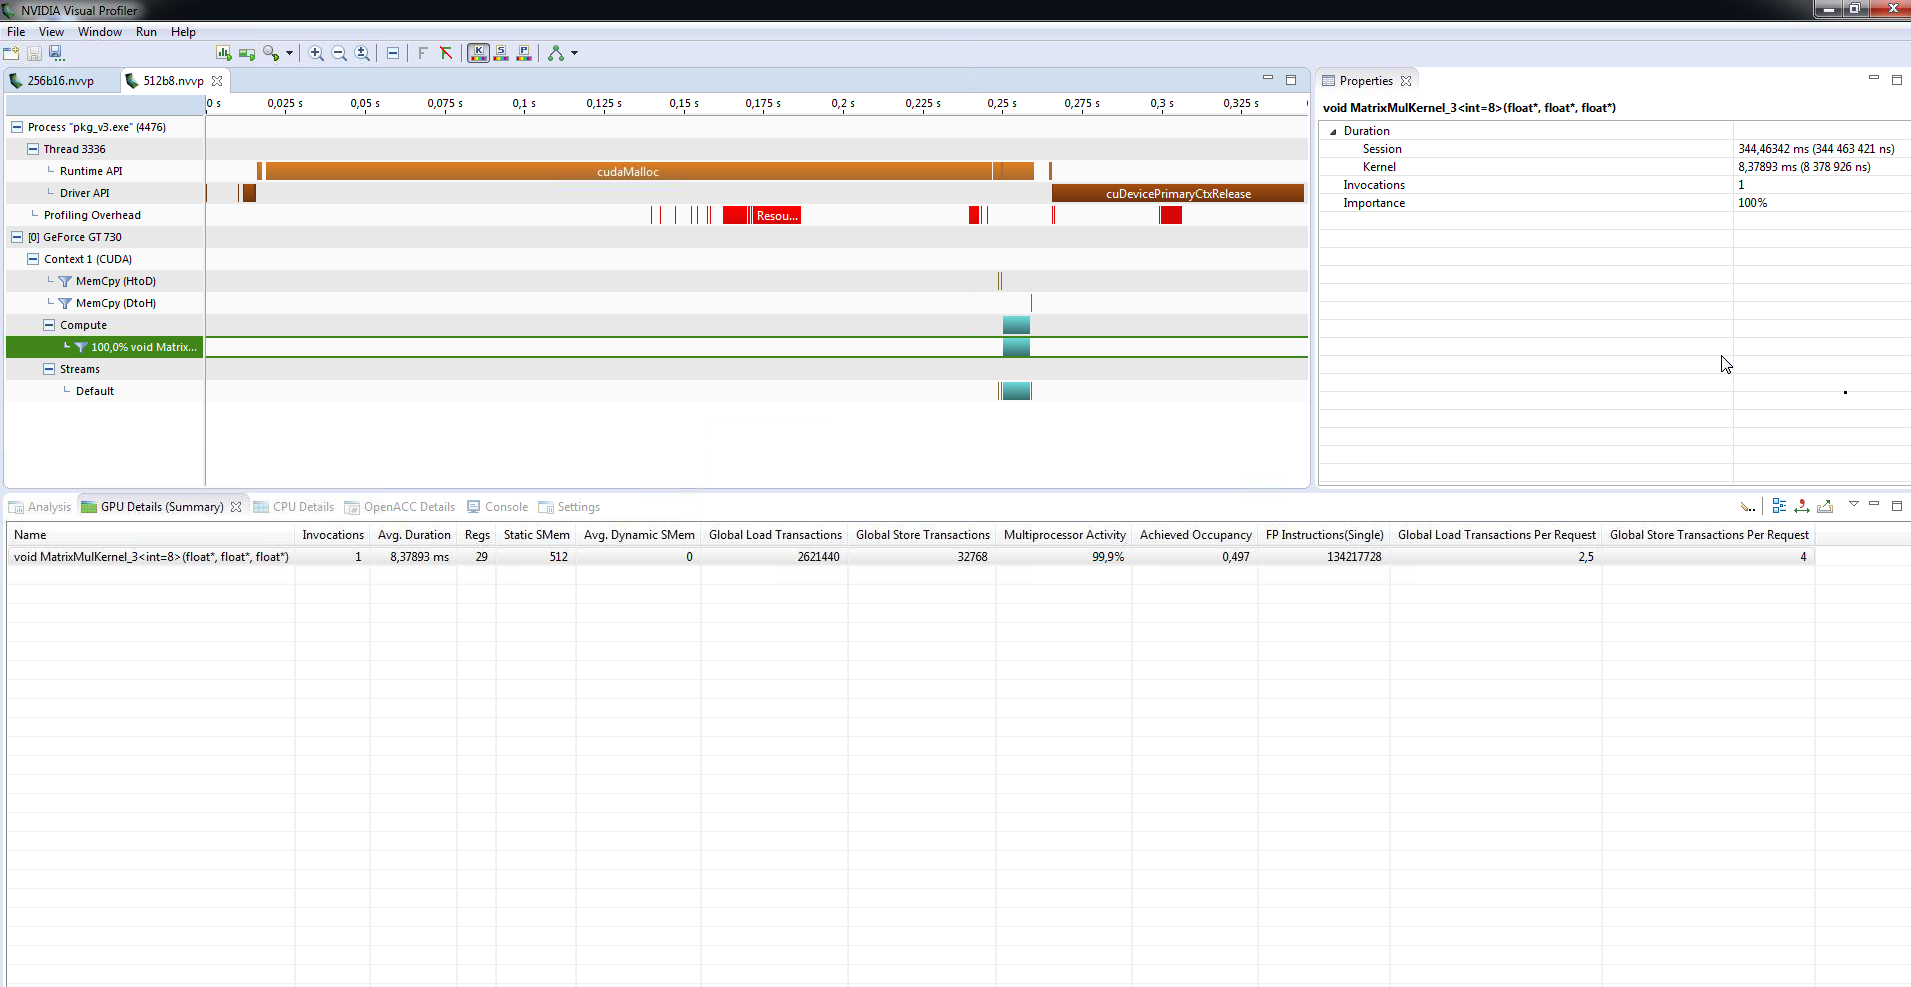 NVIDIA Visual Profiler
File View Window Run Help
256b16.nvvp
512b8.nvvp
0 s 0,025 s 0,05 s 0,075 s 0,1 s 0,125 s 0,15 s 0,175 s 0,2 s 0,225 s 0,25 s 0,275 s 0,3 s 0,325 s
Process "pkg_v3.exe" (4476)
Thread 3336
Runtime API
cudaMalloc
Driver API
cuDevicePrimaryCtxRelease
Profiling Overhead
Resou...
[0] GeForce GT 730
Context 1 (CUDA)
MemCpy (HtoD)
MemCpy (DtoH)
Compute
100,0% void Matrix...
Streams
Default
Properties
void MatrixMulKernel_3<int=8>(float*, float*, float*)
Duration
Session 344,46342 ms (344 463 421 ns)
Kernel 8,37893 ms (8 378 926 ns)
Invocations 1
Importance 100%
Analysis GPU Details (Summary) CPU Details OpenACC Details Console Settings
Name Invocations Avg. Duration Regs Static SMem Avg. Dynamic SMem Global Load Transactions Global Store Transactions Multiprocessor Activity Achieved Occupancy FP Instructions(Single) Global Load Transactions Per Request Global Store Transactions Per Request
void MatrixMulKernel_3<int=8>(float*, float*, float*) 1 8,37893 ms 29 512 0 2621440 32768 99,9% 0,497 134217728 2,5 4